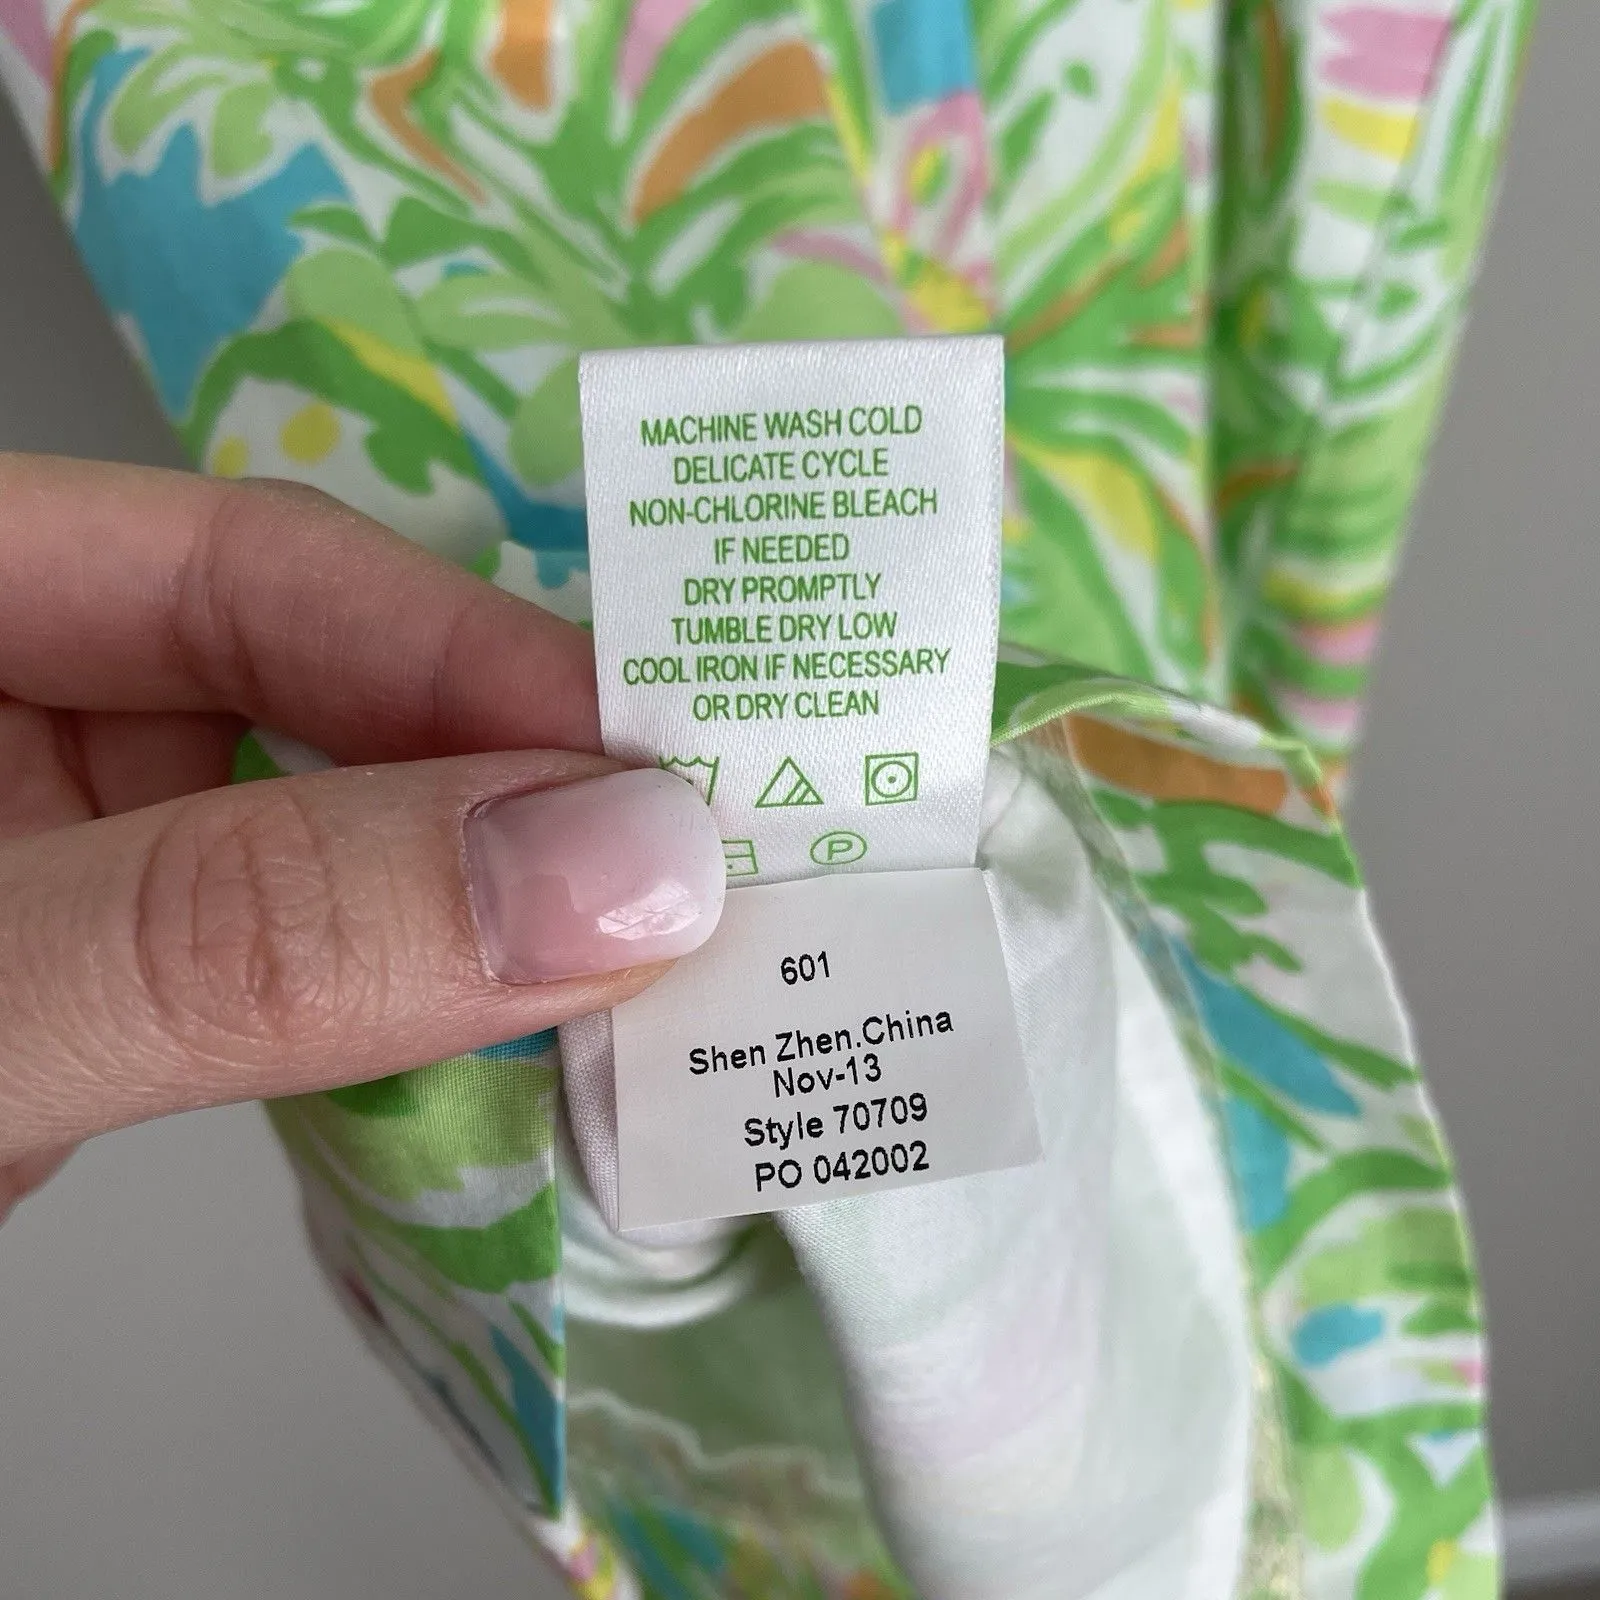 MACHINE WASH COLD
DELICATE CYCLE
NON-CHLORINE BLEACH
IF NEEDED
DRY PROMPTLY
TUMBLE DRY LOW
COOL IRON IF NECESSARY
OR DRY CLEAN
P
601
Shen Zhen.China
Nov-13
Style 70709
PO 042002